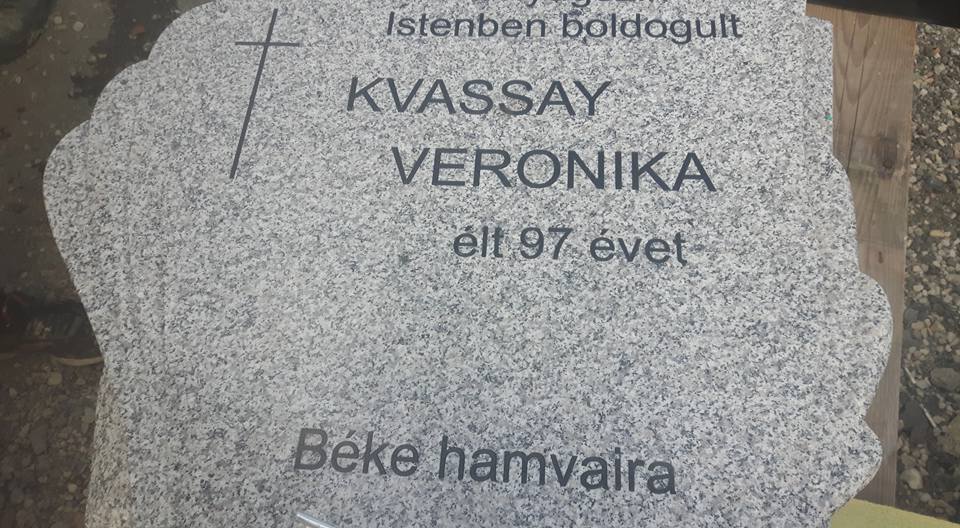 Istenben boldogult
KVASSAY
VERONIKA
élt 97 évet
Béke hamvaira